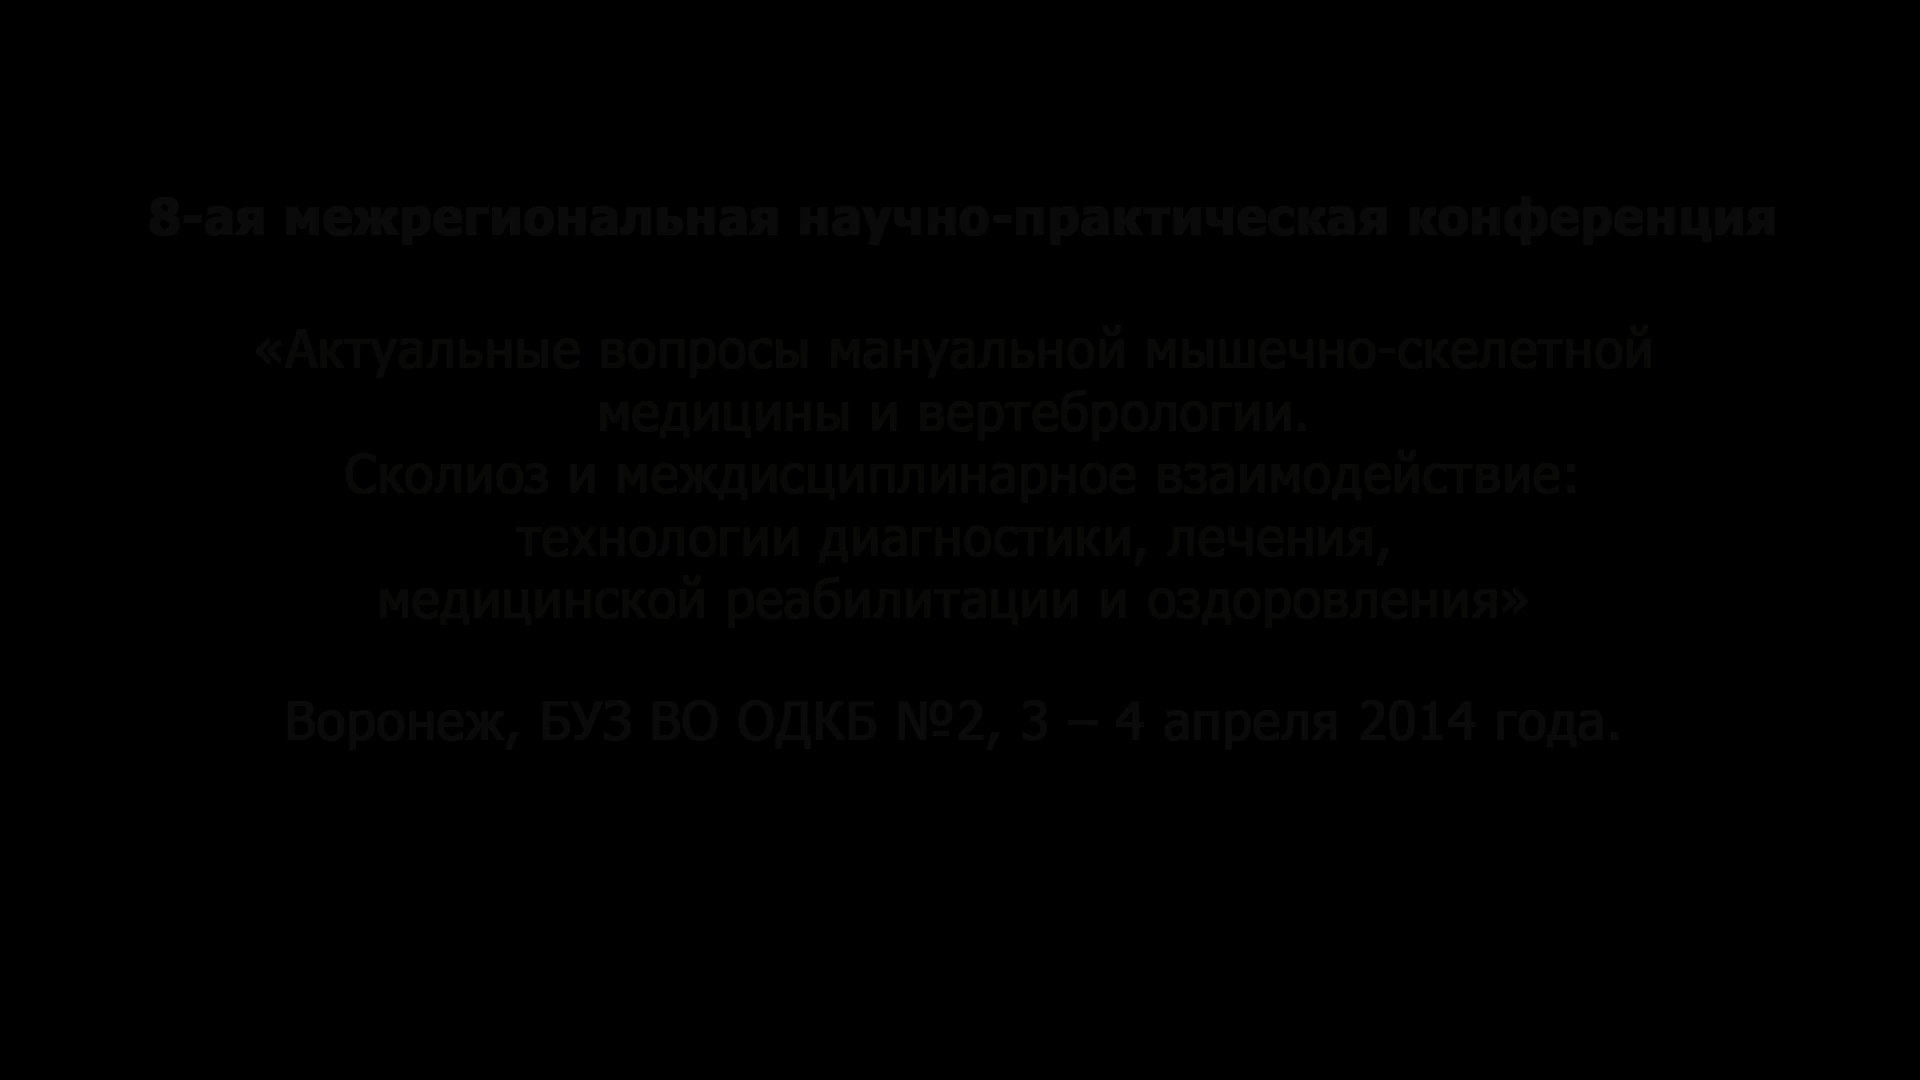 8-ая межрегиональная научно-практическая конференция
«Актуальные вопросы мануальной мышечно-скелетной
медицины и вертебрологии.
Сколиоз и междисциплинарное взаимодействие:
технологии диагностики, лечения,
медицинской реабилитации и оздоровления»
Воронеж, БУЗ ВО ОДКБ №2, 3 – 4 апреля 2014 года.